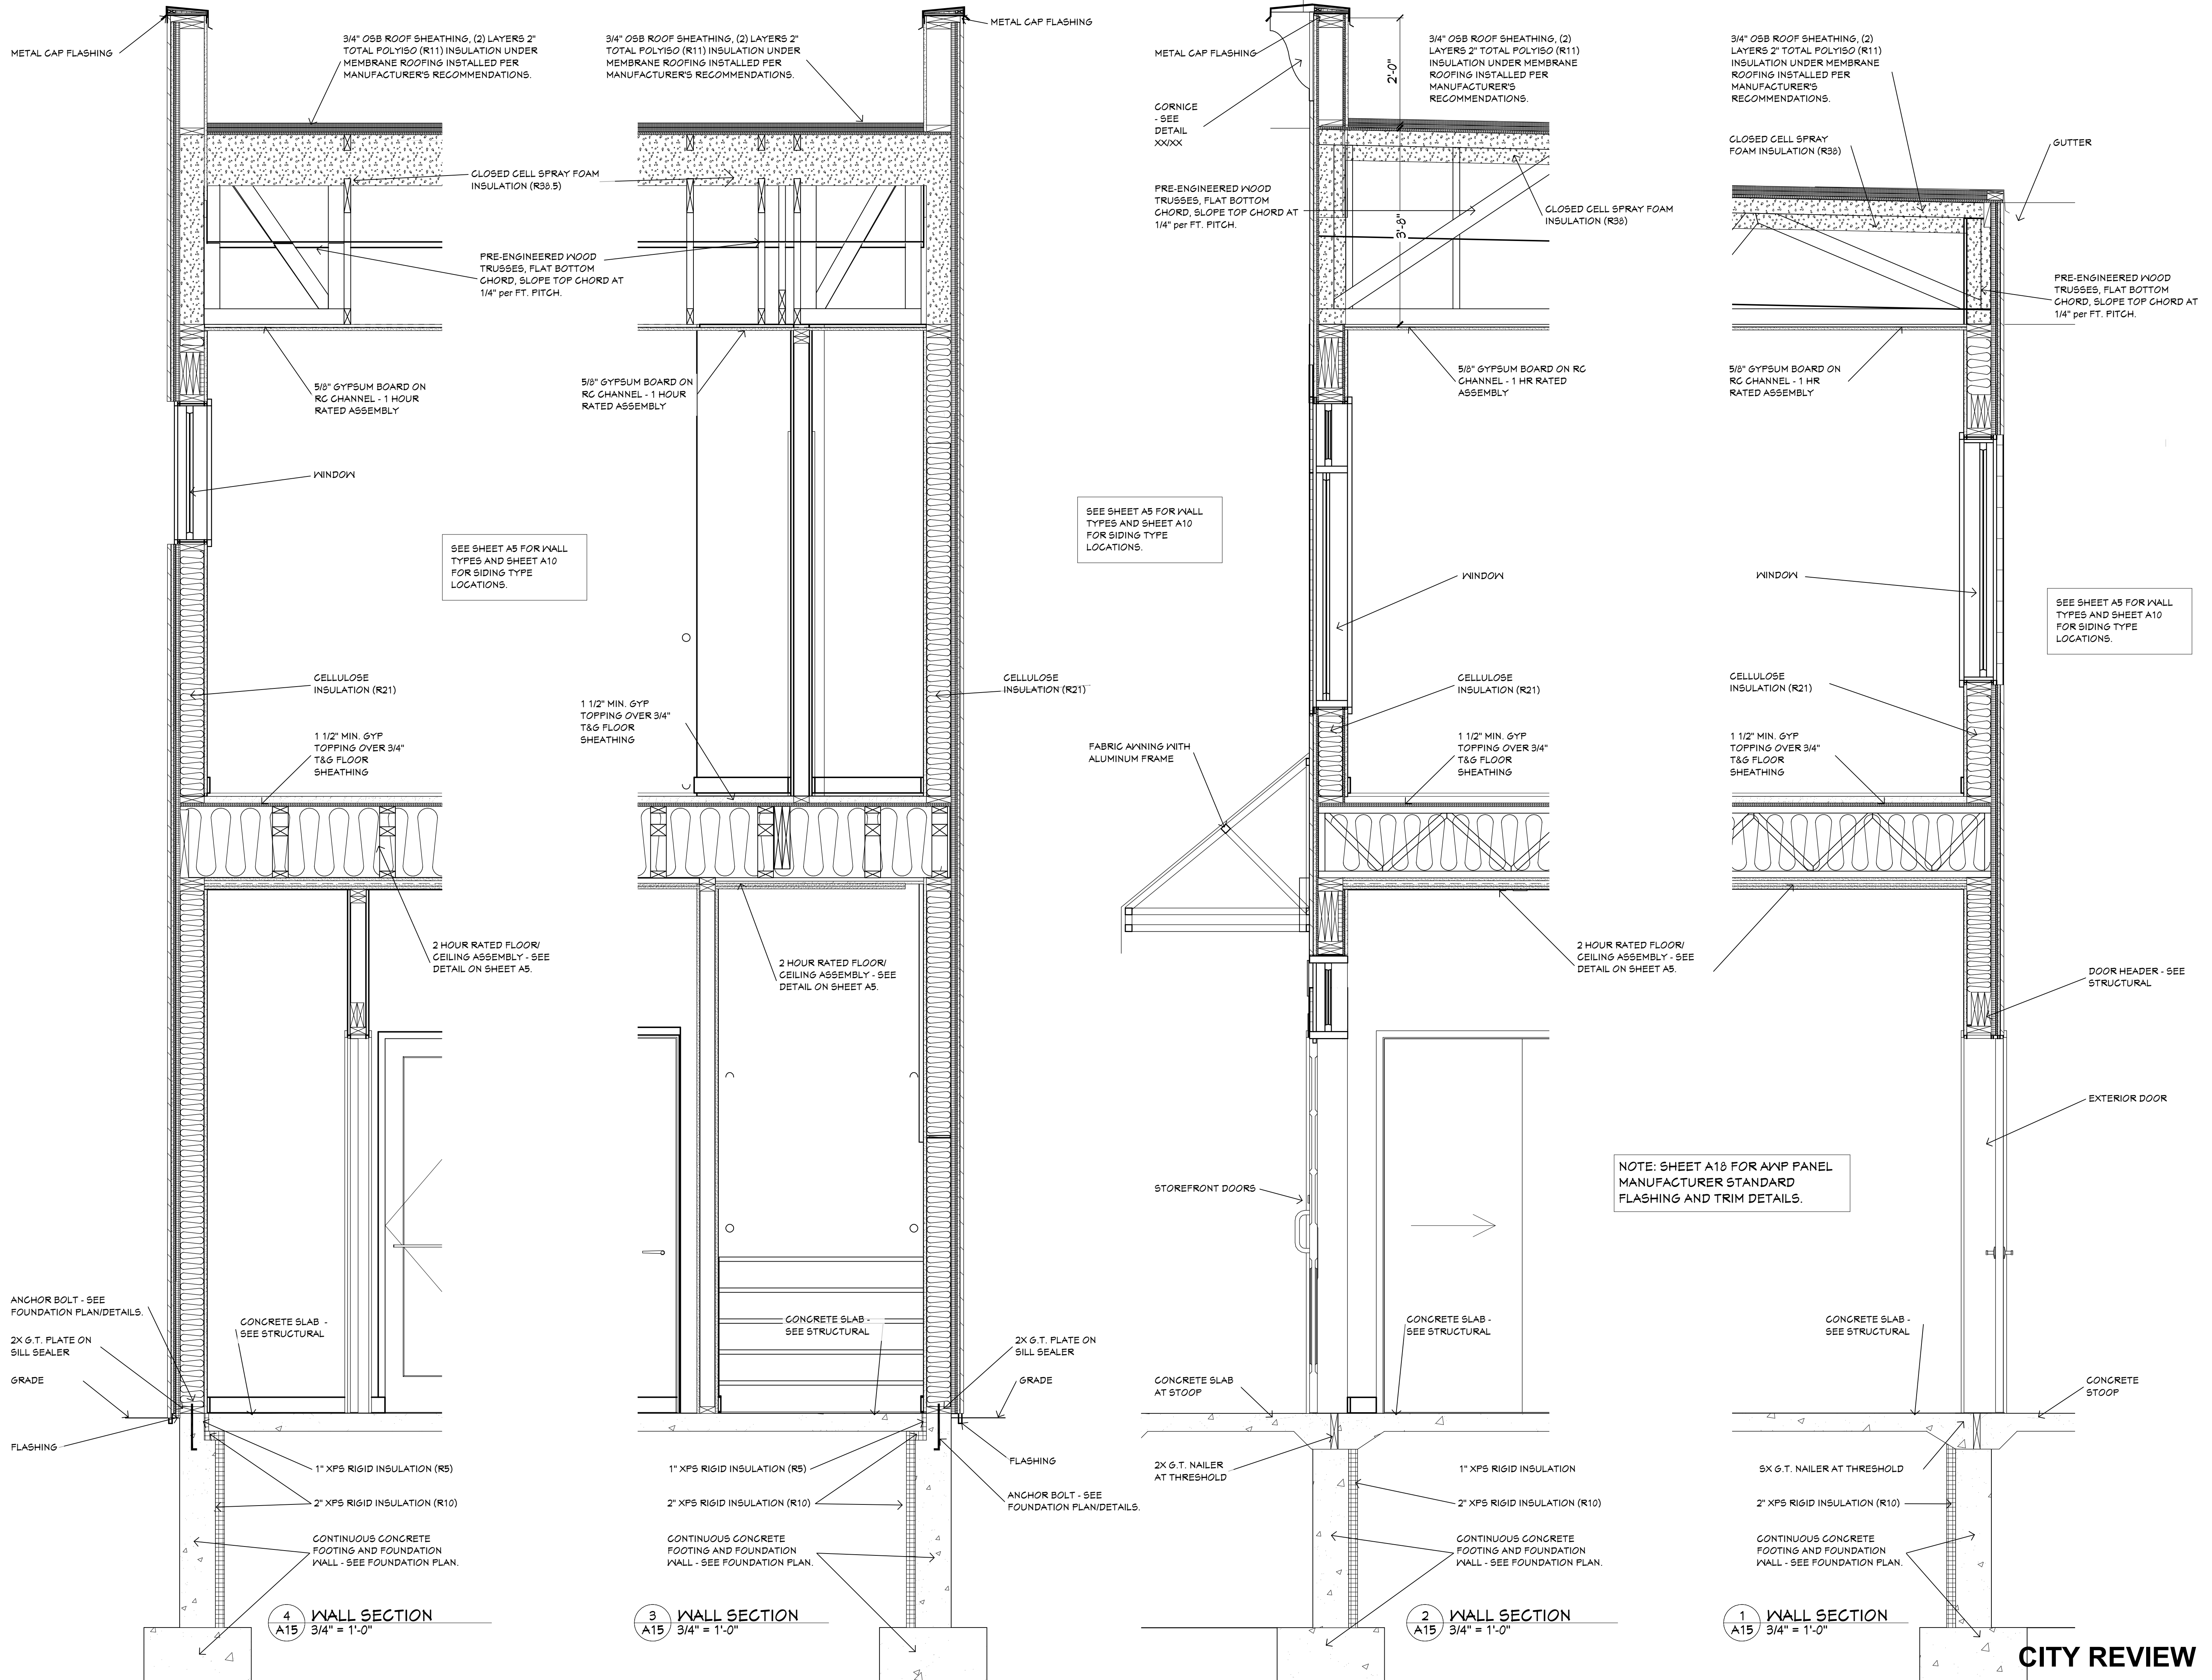 METAL CAP FLASHING
3/4" OSB ROOF SHEATHING, (2) LAYERS 2"
TOTAL POLYISO (R11) INSULATION UNDER
MEMBRANE ROOFING INSTALLED PER
MANUFACTURER'S RECOMMENDATIONS.
3/4" OSB ROOF SHEATHING, (2) LAYERS 2"
TOTAL POLYISO (R11) INSULATION UNDER
MEMBRANE ROOFING INSTALLED PER
MANUFACTURER'S RECOMMENDATIONS.
METAL CAP FLASHING
CLOSED CELL SPRAY FOAM
INSULATION (R38.5)
PRE-ENGINEERED WOOD
TRUSSES, FLAT BOTTOM
CHORD, SLOPE TOP CHORD AT
1/4" per FT. PITCH.
5/8" GYPSUM BOARD ON
RC CHANNEL - 1 HOUR
RATED ASSEMBLY
5/8" GYPSUM BOARD ON
RC CHANNEL - 1 HOUR
RATED ASSEMBLY
WINDOW
SEE SHEET A5 FOR WALL
TYPES AND SHEET A10
FOR SIDING TYPE
LOCATIONS.
CELLULOSE
INSULATION (R21)
1 1/2" MIN. GYP
TOPPING OVER 3/4"
T&G FLOOR
SHEATHING
1 1/2" MIN. GYP
TOPPING OVER 3/4"
T&G FLOOR
SHEATHING
CELLULOSE
INSULATION (R21)
2 HOUR RATED FLOOR/
CEILING ASSEMBLY - SEE
DETAIL ON SHEET A5.
2 HOUR RATED FLOOR/
CEILING ASSEMBLY - SEE
DETAIL ON SHEET A5.
ANCHOR BOLT - SEE
FOUNDATION PLAN/DETAILS.
2X G.T. PLATE ON
SILL SEALER
GRADE
FLASHING
CONCRETE SLAB -
SEE STRUCTURAL
CONCRETE SLAB -
SEE STRUCTURAL
2X G.T. PLATE ON
SILL SEALER
GRADE
FLASHING
ANCHOR BOLT - SEE
FOUNDATION PLAN/DETAILS.
1" XPS RIGID INSULATION (R5)
2" XPS RIGID INSULATION (R10)
CONTINUOUS CONCRETE
FOOTING AND FOUNDATION
WALL - SEE FOUNDATION PLAN.
1" XPS RIGID INSULATION (R5)
2" XPS RIGID INSULATION (R10)
CONTINUOUS CONCRETE
FOOTING AND FOUNDATION
WALL - SEE FOUNDATION PLAN.
4
A15
WALL SECTION
3/4" = 1'-0"
3
A15
WALL SECTION
3/4" = 1'-0"
METAL CAP FLASHING
CORNICE
- SEE
DETAIL
XX/XX
2'-0"
3'-8"
3/4" OSB ROOF SHEATHING, (2)
LAYERS 2" TOTAL POLYISO (R11)
INSULATION UNDER MEMBRANE
ROOFING INSTALLED PER
MANUFACTURER'S
RECOMMENDATIONS.
3/4" OSB ROOF SHEATHING, (2)
LAYERS 2" TOTAL POLYISO (R11)
INSULATION UNDER MEMBRANE
ROOFING INSTALLED PER
MANUFACTURER'S
RECOMMENDATIONS.
CLOSED CELL SPRAY
FOAM INSULATION (R38)
GUTTER
PRE-ENGINEERED WOOD
TRUSSES, FLAT BOTTOM
CHORD, SLOPE TOP CHORD AT
1/4" per FT. PITCH.
CLOSED CELL SPRAY FOAM
INSULATION (R38)
PRE-ENGINEERED WOOD
TRUSSES, FLAT BOTTOM
CHORD, SLOPE TOP CHORD AT
1/4" per FT. PITCH.
5/8" GYPSUM BOARD ON RC
CHANNEL - 1 HR RATED
ASSEMBLY
5/8" GYPSUM BOARD ON
RC CHANNEL - 1 HR
RATED ASSEMBLY
SEE SHEET A5 FOR WALL
TYPES AND SHEET A10
FOR SIDING TYPE
LOCATIONS.
WINDOW
WINDOW
SEE SHEET A5 FOR WALL
TYPES AND SHEET A10
FOR SIDING TYPE
LOCATIONS.
CELLULOSE
INSULATION (R21)
CELLULOSE
INSULATION (R21)
FABRIC AWNING WITH
ALUMINUM FRAME
1 1/2" MIN. GYP
TOPPING OVER 3/4"
T&G FLOOR
SHEATHING
1 1/2" MIN. GYP
TOPPING OVER 3/4"
T&G FLOOR
SHEATHING
2 HOUR RATED FLOOR/
CEILING ASSEMBLY - SEE
DETAIL ON SHEET A5.
DOOR HEADER - SEE
STRUCTURAL
EXTERIOR DOOR
NOTE: SHEET A18 FOR AWP PANEL
MANUFACTURER STANDARD
FLASHING AND TRIM DETAILS.
STOREFRONT DOORS
CONCRETE SLAB -
SEE STRUCTURAL
CONCRETE SLAB -
SEE STRUCTURAL
CONCRETE SLAB
AT STOOP
CONCRETE
STOOP
2X G.T. NAILER
AT THRESHOLD
1" XPS RIGID INSULATION
2" XPS RIGID INSULATION (R10)
CONTINUOUS CONCRETE
FOOTING AND FOUNDATION
WALL - SEE FOUNDATION PLAN.
SX G.T. NAILER AT THRESHOLD
2" XPS RIGID INSULATION (R10)
CONTINUOUS CONCRETE
FOOTING AND FOUNDATION
WALL - SEE FOUNDATION PLAN.
2
A15
WALL SECTION
3/4" = 1'-0"
1
A15
WALL SECTION
3/4" = 1'-0"
CITY REVIEW